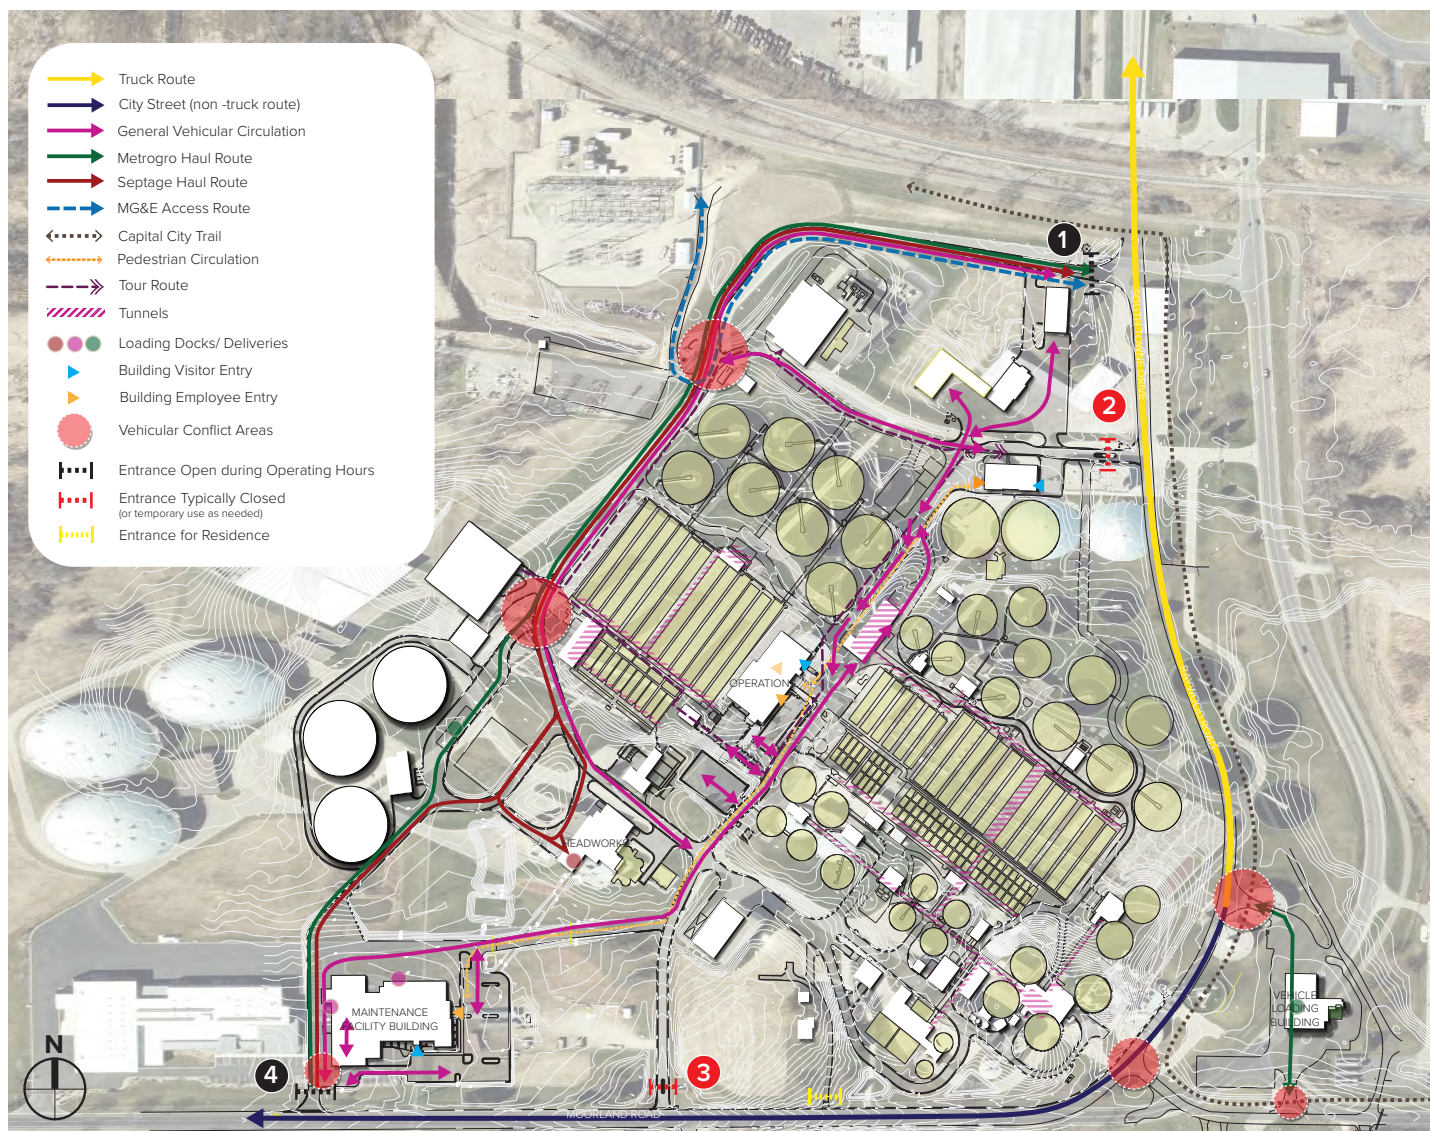 Truck Route
City Street (non -truck route)
General Vehicular Circulation
Metrogro Haul Route
Septage Haul Route
MG&E Access Route
Capital City Trail
Pedestrian Circulation
Tour Route
Tunnels
Loading Docks/ Deliveries
Building Visitor Entry
Building Employee Entry
Vehicular Conflict Areas
Entrance Open during Operating Hours
Entrance Typically Closed
(or temporary use as needed)
Entrance for Residence
1
2
OPERATION
HEADWORKS
VEHICLE
LOADING
BUILDING
MAINTENANCE
FACILITY BUILDING
N
4
3
MOORLAND ROAD